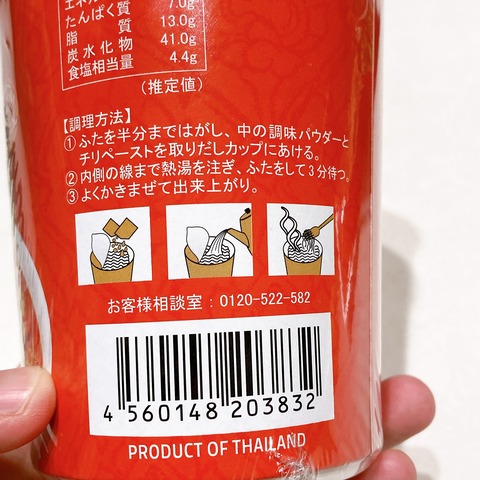 たんぱく質 7.0g
脂質 13.0g
炭水化物 41.0g
食塩相当量 4.4g
(推定値)
【調理方法】
①ふたを半分まではがし、中の調味パウダーと
チリペーストを取りだしカップにあける。
②内側の線まで熱湯を注ぎ、ふたをして3分待つ。
③よくかきまぜて出来上がり。
お客様相談室:0120-522-582
4 560148 203832
PRODUCT OF THAILAND